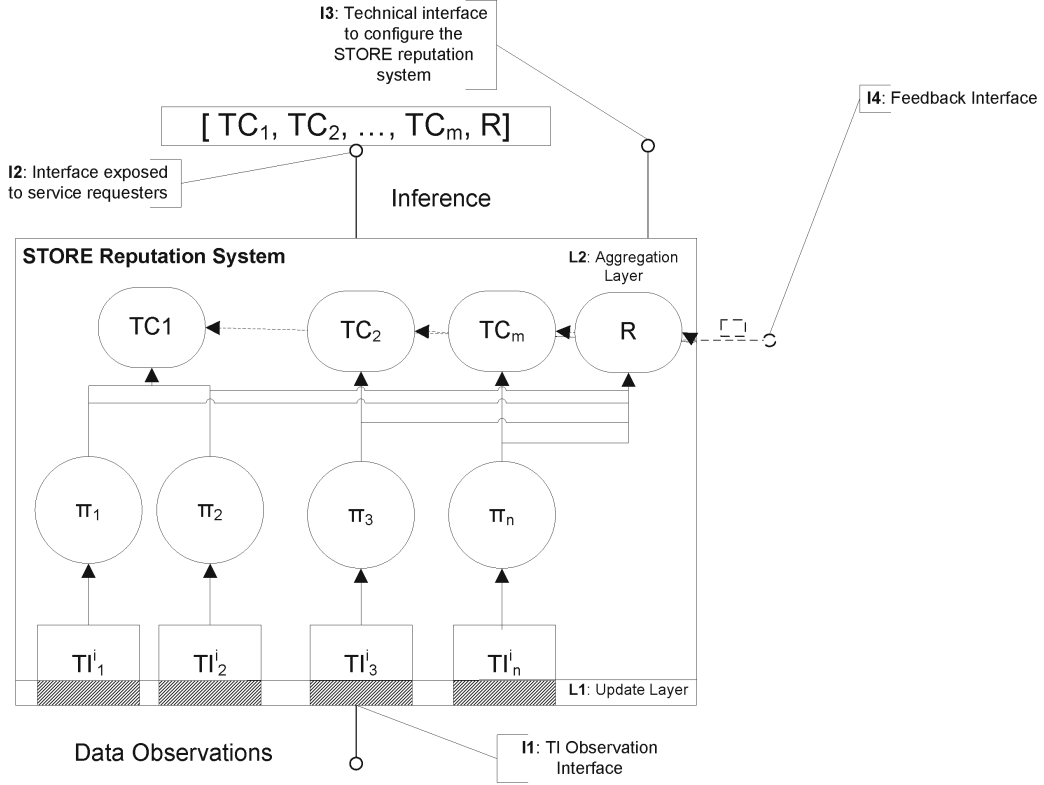 I3: Technical interface
to configure the
STORE reputation
system
I4: Feedback Interface
[ TC₁, TC₂, ..., TCₘ, R]
I2: Interface exposed
to service requesters
Inference
STORE Reputation System
L2: Aggregation
Layer
TC1
TC₂
TCₘ
R
π₁
π₂
π₃
πₙ
TIⁱ₁
TIⁱ₂
TIⁱ₃
TIⁱₙ
L1: Update Layer
Data Observations
I1: TI Observation
Interface